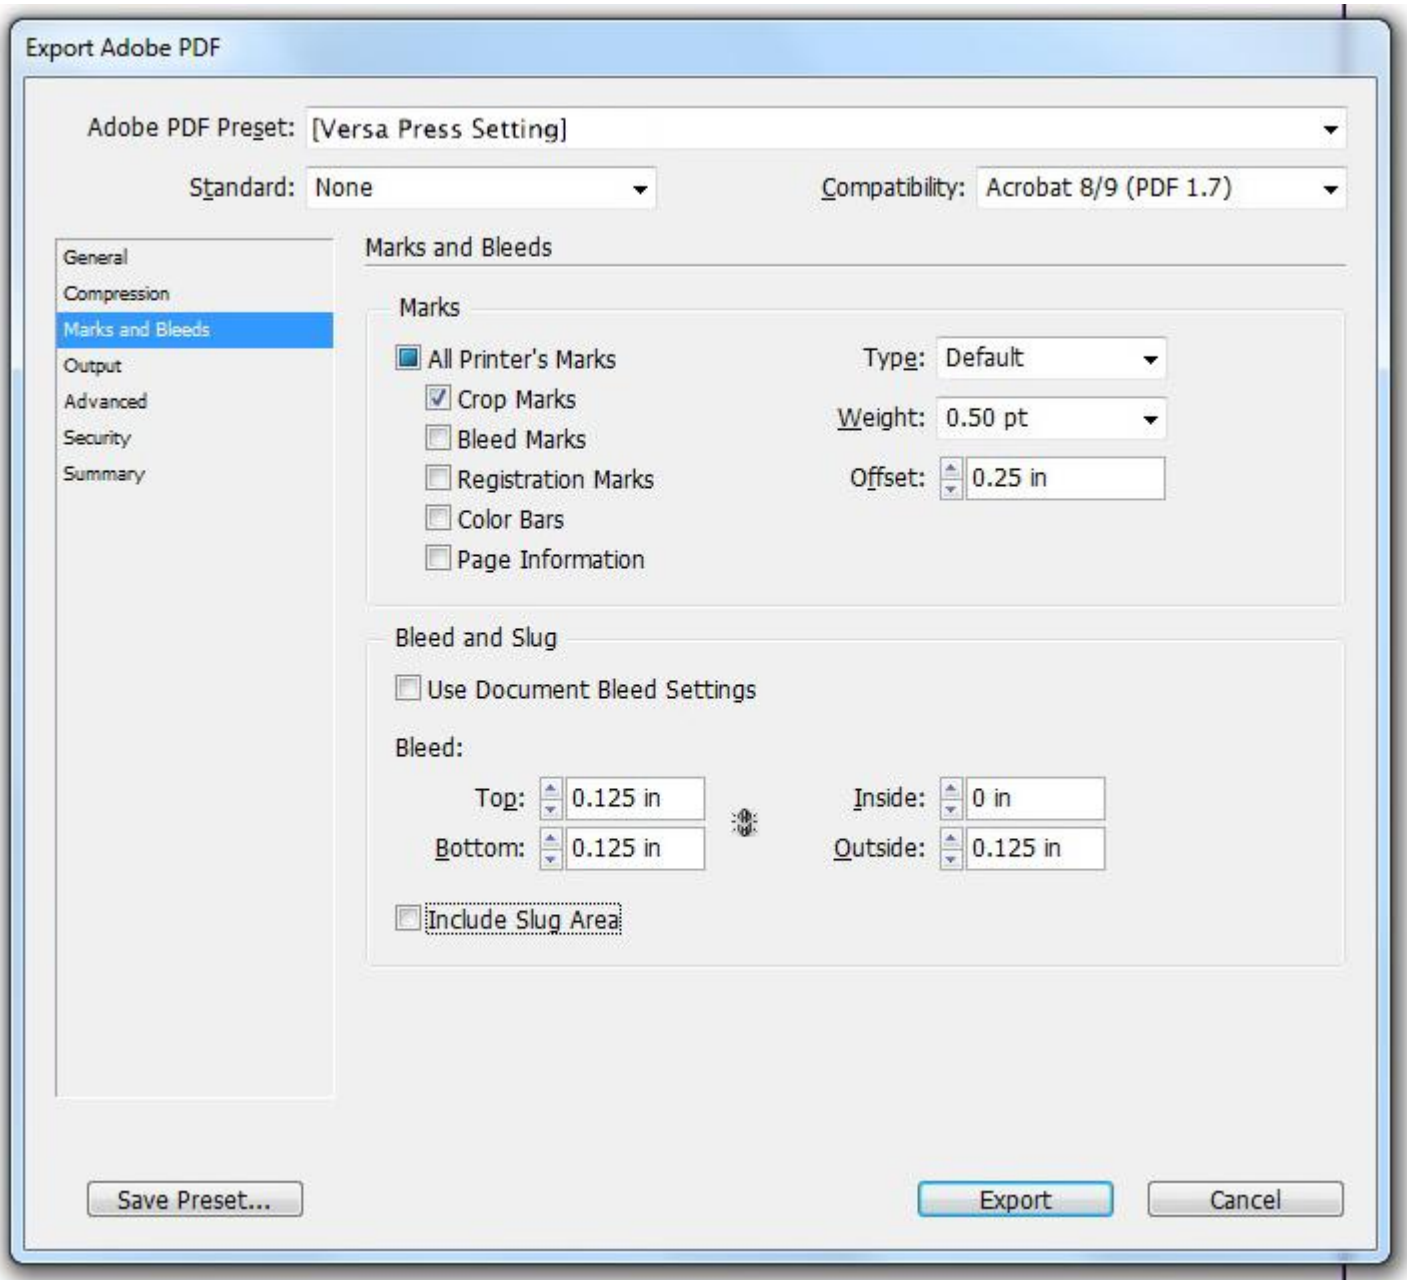 Export Adobe PDF
Adobe PDF Preset: [Versa Press Setting]
Standard: None Compatibility: Acrobat 8/9 (PDF 1.7)
General
Compression
Marks and Bleeds
Output
Advanced
Security
Summary
Marks and Bleeds
Marks
All Printer's Marks Type: Default
Crop Marks
Bleed Marks Weight: 0.50 pt
Registration Marks Offset: 0.25 in
Color Bars
Page Information
Bleed and Slug
Use Document Bleed Settings
Bleed:
Top: 0.125 in Inside: 0 in
Bottom: 0.125 in Outside: 0.125 in
Include Slug Area
Save Preset... Export Cancel